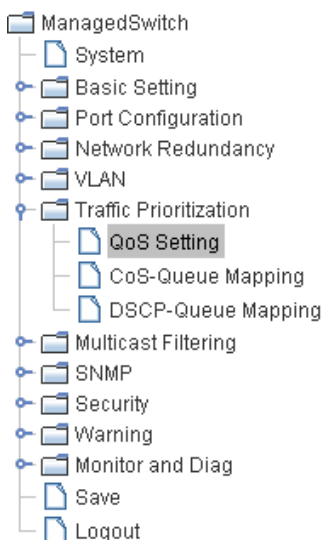 ManagedSwitch
System
Basic Setting
Port Configuration
Network Redundancy
VLAN
Traffic Prioritization
QoS Setting
CoS-Queue Mapping
DSCP-Queue Mapping
Multicast Filtering
SNMP
Security
Warning
Monitor and Diag
Save
Logout